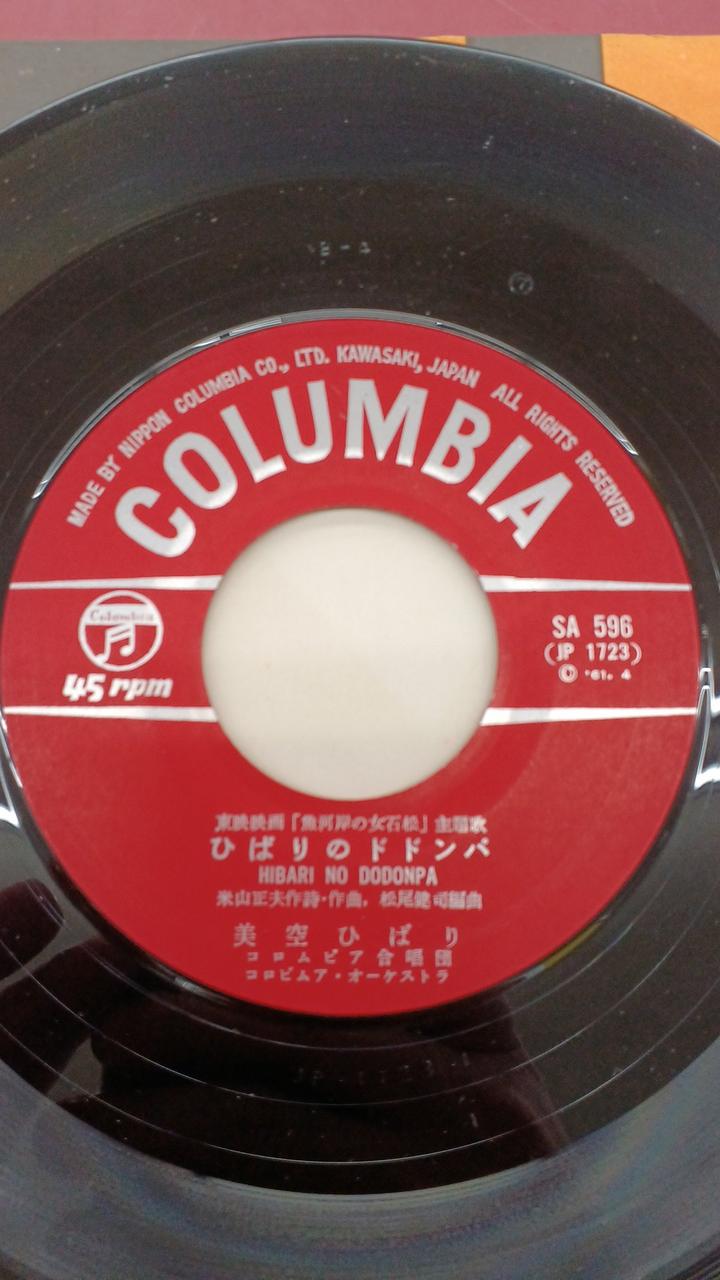 MADE BY NIPPON COLUMBIA CO., LTD. KAWASAKI, JAPAN ALL RIGHTS RESERVED
COLUMBIA
Columbia
45 rpm
SA 596
(JP 1723)
© '61. 4
東映映画「魚河岸の女石松」主題歌
ひばりのドドンパ
HIBARI NO DODONPA
米山正夫作詩・作曲, 松尾健司編曲
美空ひばり
コロムビア合唱団
コロビムア・オーケストラ